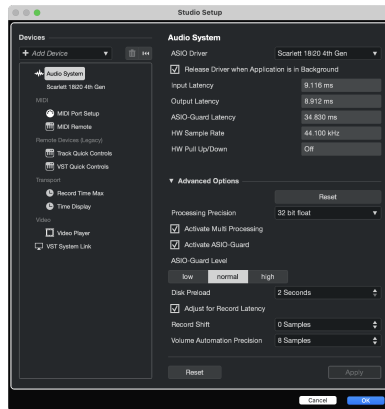 Studio Setup
Devices
+ Add Device
Audio System
Scarlett 18i20 4th Gen
MIDI
MIDI Port Setup
MIDI Remote
Remote Devices (Legacy)
Track Quick Controls
VST Quick Controls
Transport
Record Time Max
Time Display
Video
Video Player
VST System Link
Audio System
ASIO Driver Scarlett 18i20 4th Gen
Release Driver when Application is in Background
Input Latency 9.116 ms
Output Latency 8.912 ms
ASIO-Guard Latency 34.830 ms
HW Sample Rate 44.100 kHz
HW Pull Up/Down Off
Advanced Options
Reset
Processing Precision 32 bit float
Activate Multi Processing
Activate ASIO-Guard
ASIO-Guard Level
low normal high
Disk Preload 2 Seconds
Adjust for Record Latency
Record Shift 0 Samples
Volume Automation Precision 8 Samples
Reset Apply
Cancel OK